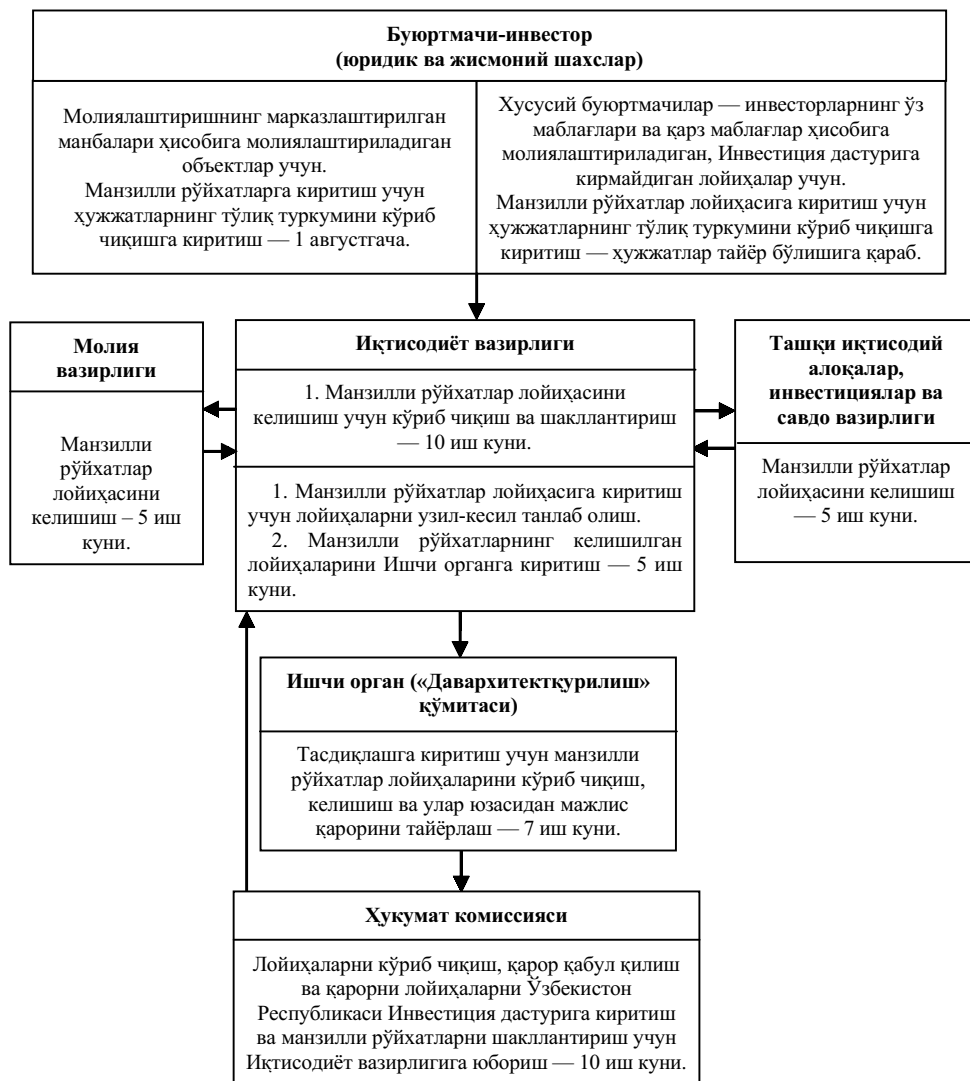 Буюртмачи-инвестор
(юридик ва жисмоний шахслар)
Молиялаштиришнинг марказлаштирилган
манбалари ҳисобига молиялаштириладиган
объектлар учун.
Манзилли рўйхатларга киритиш учун
ҳужжатларнинг тўлиқ туркумини кўриб
чиқишга киритиш — 1 августгача.
Хусусий буюртмачилар — инвесторларнинг ўз
маблағлари ва қарз маблағлар ҳисобига
молиялаштириладиган, Инвестиция дастурига
кирмайдиган лойиҳалар учун.
Манзилли рўйхатлар лойиҳасига киритиш учун
ҳужжатларнинг тўлиқ туркумини кўриб чиқишга
киритиш — ҳужжатлар тайёр бўлишига қараб.
Молия
вазирлиги
Манзилли
рўйхатлар
лойиҳасини
келишиш – 5 иш
куни.
Иқтисодиёт вазирлиги
1. Манзилли рўйхатлар лойиҳасини
келишиш учун кўриб чиқиш ва шакллантириш
— 10 иш куни.
1. Манзилли рўйхатлар лойиҳасига киритиш
учун лойиҳаларни узил-кесил танлаб олиш.
2. Манзилли рўйхатларнинг келишилган
лойиҳаларини Ишчи органга киритиш — 5 иш
куни.
Ташқи иқтисодий
алоқалар,
инвестициялар ва
савдо вазирлиги
Манзилли рўйхатлар
лойиҳасини келишиш
— 5 иш куни.
Ишчи орган («Давархитектқурилиш»
қўмитаси)
Тасдиқлашга киритиш учун манзилли
рўйхатлар лойиҳаларини кўриб чиқиш,
келишиш ва улар юзасидан мажлис
қарорини тайёрлаш — 7 иш куни.
Ҳукумат комиссияси
Лойиҳаларни кўриб чиқиш, қарор қабул қилиш
ва қарорни лойиҳаларни Ўзбекистон
Республикаси Инвестиция дастурига киритиш
ва манзилли рўйхатларни шакллантириш учун
Иқтисодиёт вазирлигига юбориш — 10 иш куни.